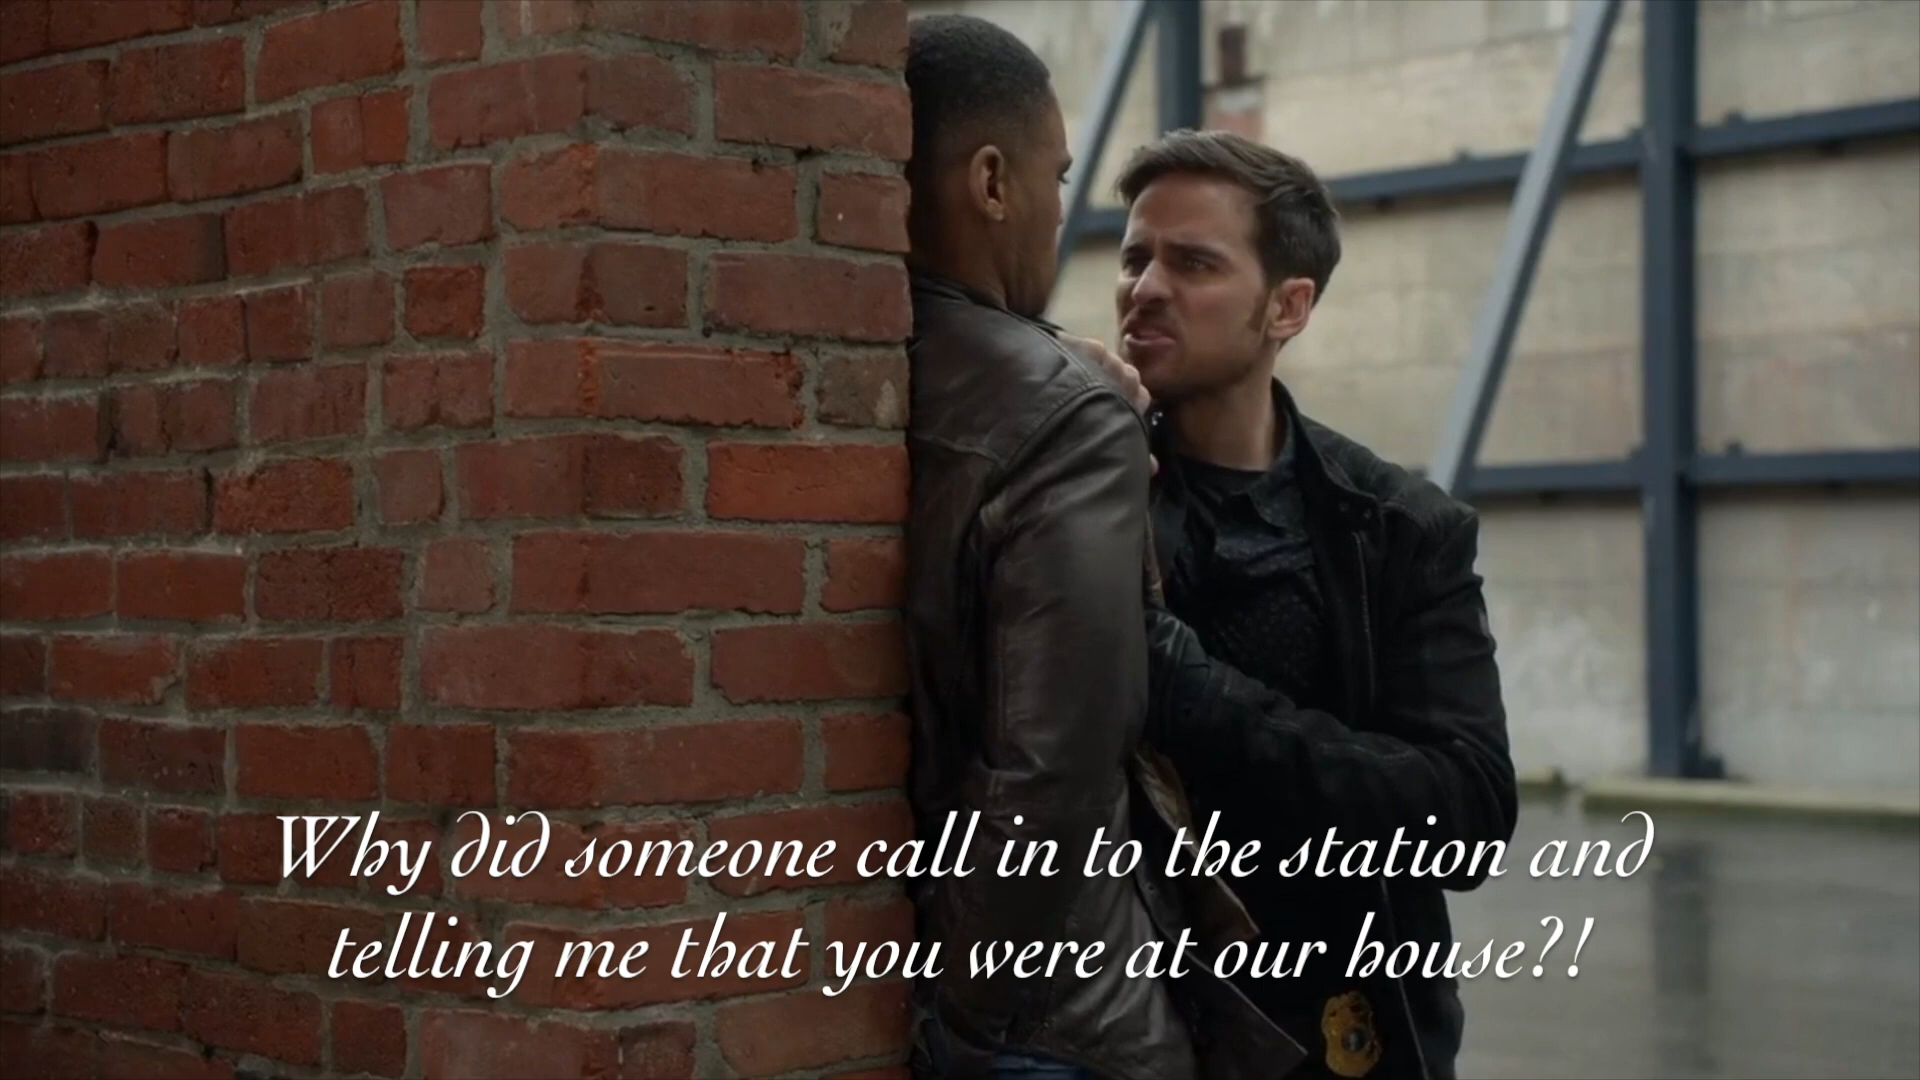 Why did someone call in to the station and
telling me that you were at our house?!